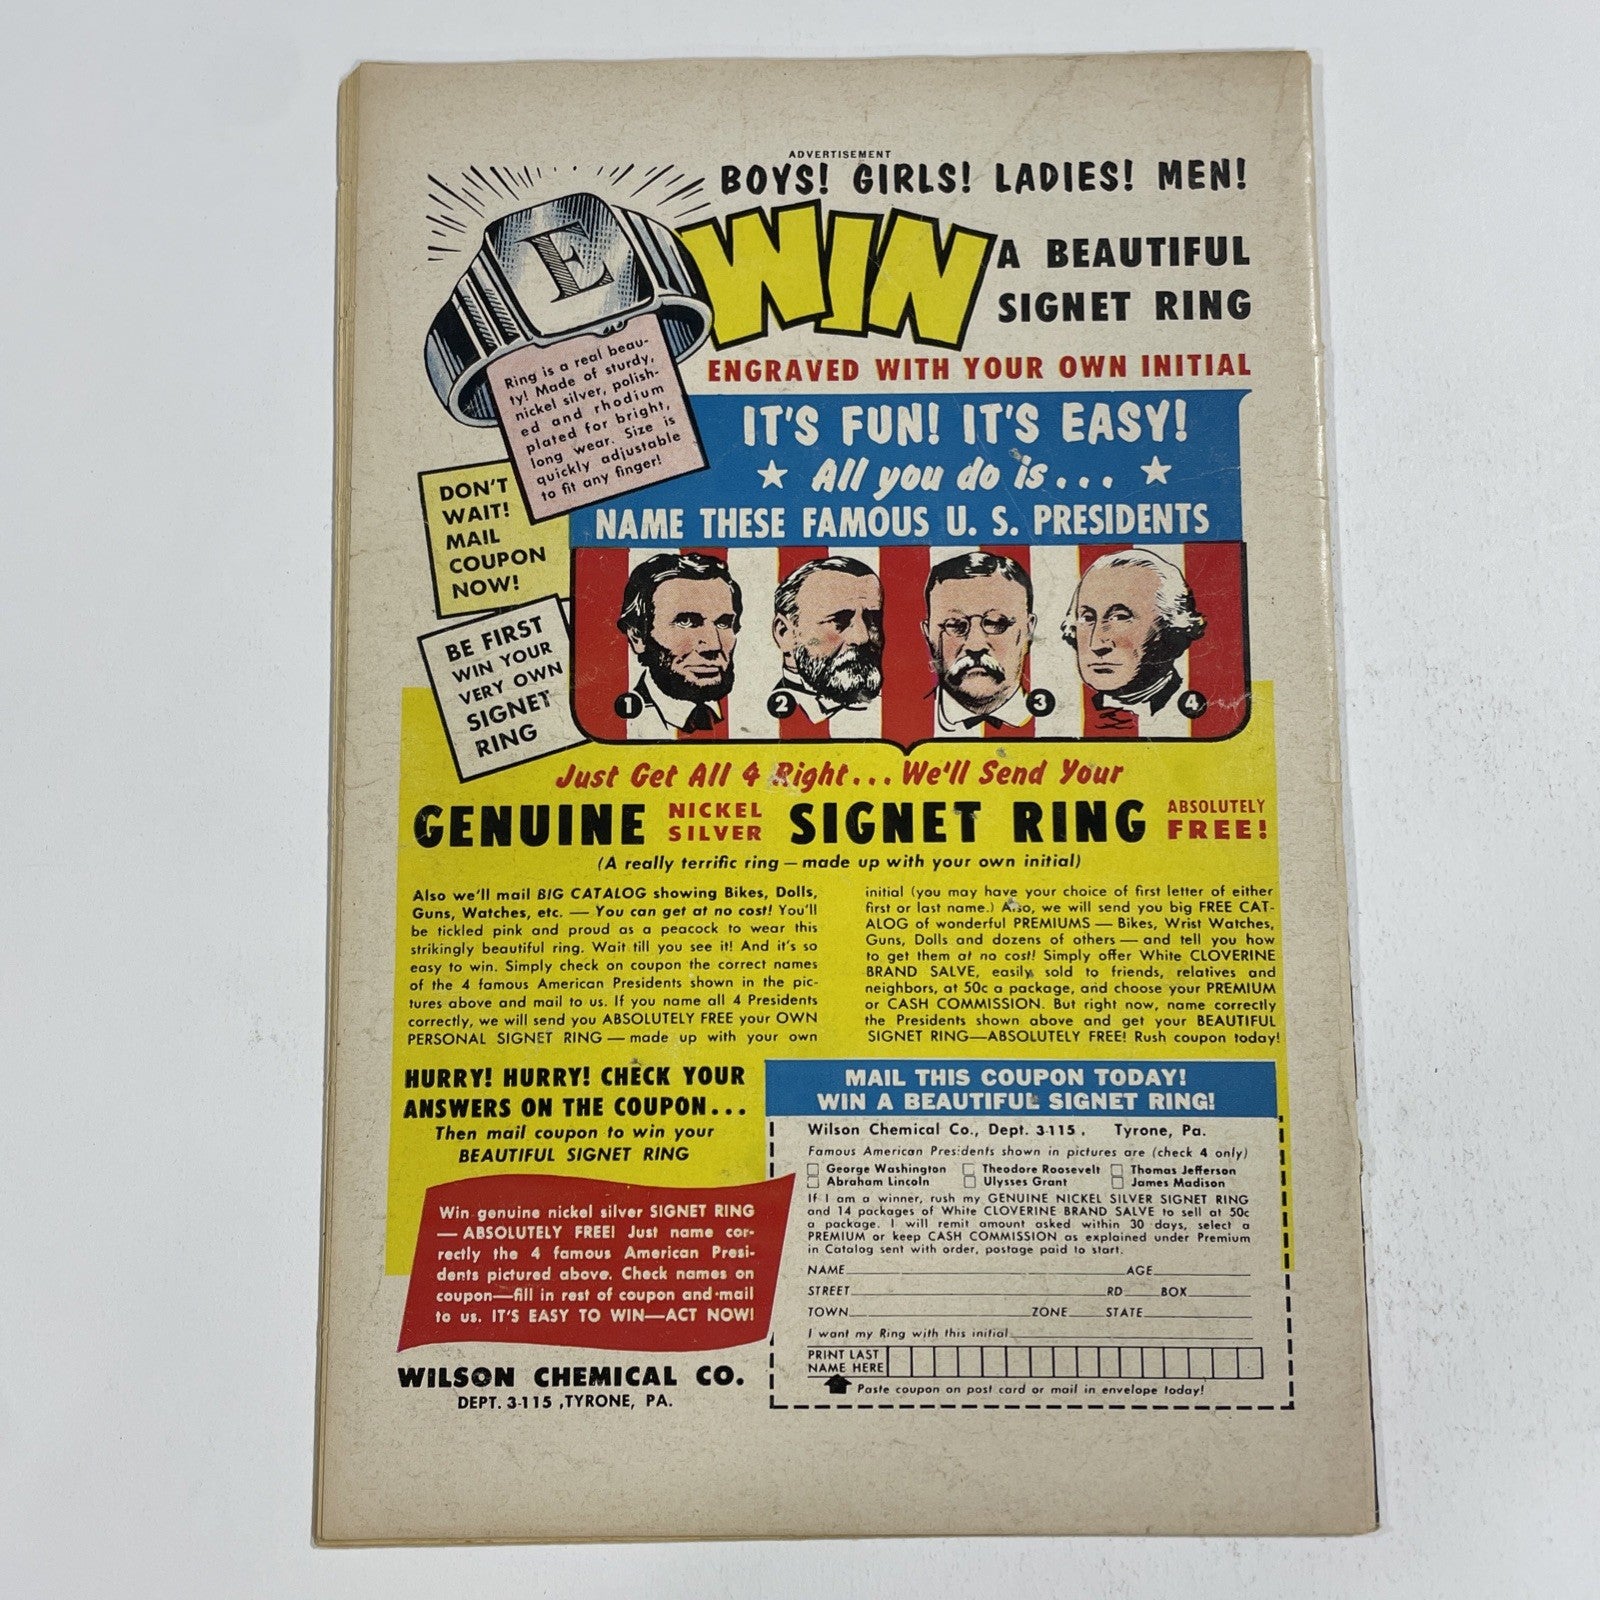 ADVERTISEMENT
BOYS! GIRLS! LADIES! MEN!
WIN
A BEAUTIFUL
SIGNET RING
ENGRAVED WITH YOUR OWN INITIAL
E
Ring is a real beau-
ty! Made of sturdy,
nickel silver, polish-
ed and rhodium
plated for bright,
long wear. Size is
quickly adjustable
to fit any finger!
DON'T
WAIT!
MAIL
COUPON
NOW!
BE FIRST
WIN YOUR
VERY OWN
SIGNET
RING
IT'S FUN! IT'S EASY!
★ All you do is... ★
NAME THESE FAMOUS U. S. PRESIDENTS
1 2 3 4
Just Get All 4 Right... We'll Send Your
GENUINE NICKEL SILVER SIGNET RING ABSOLUTELY FREE!
(A really terrific ring — made up with your own initial)
Also we'll mail BIG CATALOG showing Bikes, Dolls,
Guns, Watches, etc. — You can get at no cost! You'll
be tickled pink and proud as a peacock to wear this
strikingly beautiful ring. Wait till you see it! And it's so
easy to win. Simply check on coupon the correct names
of the 4 famous American Presidents shown in the pic-
tures above and mail to us. If you name all 4 Presidents
correctly, we will send you ABSOLUTELY FREE your OWN
PERSONAL SIGNET RING — made up with your own
initial (you may have your choice of first letter of either
first or last name.) Also, we will send you big FREE CAT-
ALOG of wonderful PREMIUMS — Bikes, Wrist Watches,
Guns, Dolls and dozens of others — and tell you how
to get them at no cost! Simply offer White CLOVERINE
BRAND SALVE, easily sold to friends, relatives and
neighbors, at 50c a package, and choose your PREMIUM
or CASH COMMISSION. But right now, name correctly
the Presidents shown above and get your BEAUTIFUL
SIGNET RING—ABSOLUTELY FREE! Rush coupon today!
HURRY! HURRY! CHECK YOUR
ANSWERS ON THE COUPON...
Then mail coupon to win your
BEAUTIFUL SIGNET RING
Win genuine nickel silver SIGNET RING
— ABSOLUTELY FREE! Just name cor-
rectly the 4 famous American Presi-
dents pictured above. Check names on
coupon—fill in rest of coupon and mail
to us. IT'S EASY TO WIN—ACT NOW!
WILSON CHEMICAL CO.
DEPT. 3-115 , TYRONE, PA.
MAIL THIS COUPON TODAY!
WIN A BEAUTIFUL SIGNET RING!
Wilson Chemical Co., Dept. 3-115 , Tyrone, Pa.
Famous American Presidents shown in pictures are (check 4 only)
George Washington Theodore Roosevelt Thomas Jefferson
Abraham Lincoln Ulysses Grant James Madison
If I am a winner, rush my GENUINE NICKEL SILVER SIGNET RING
and 14 packages of White CLOVERINE BRAND SALVE to sell at 50c
a package. I will remit amount asked within 30 days, select a
PREMIUM or keep CASH COMMISSION as explained under Premium
in Catalog sent with order, postage paid to start.
NAME AGE
STREET RD BOX
TOWN ZONE STATE
I want my Ring with this initial
PRINT LAST
NAME HERE
Paste coupon on post card or mail in envelope today!